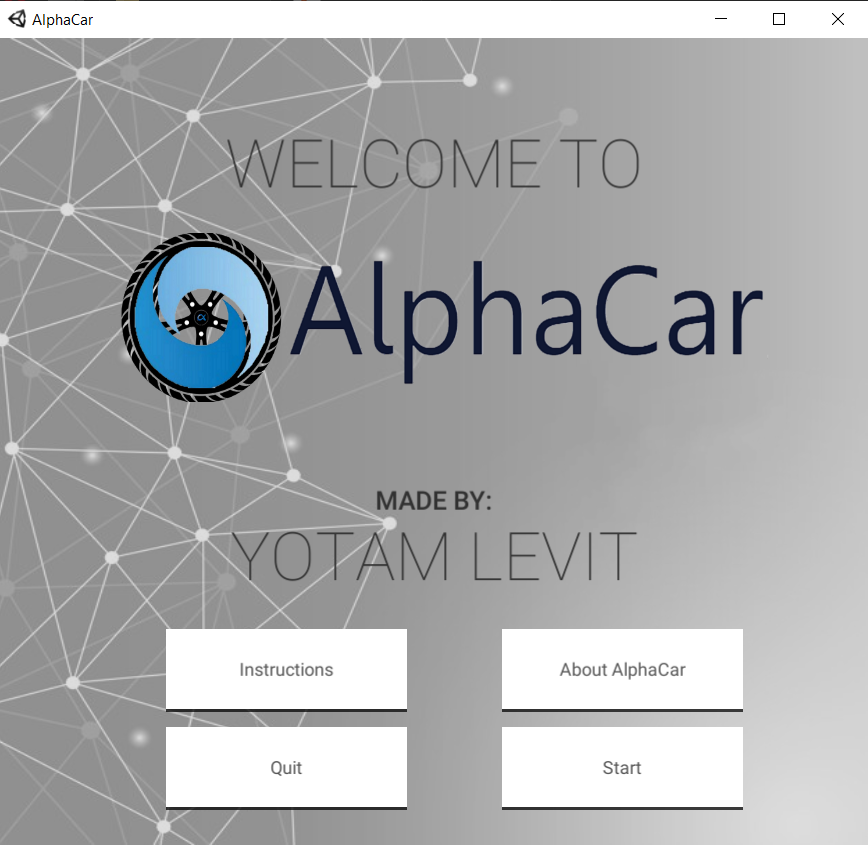 AlphaCar
WELCOME TO
α
AlphaCar
MADE BY:
YOTAM LEVIT
Instructions
About AlphaCar
Quit
Start